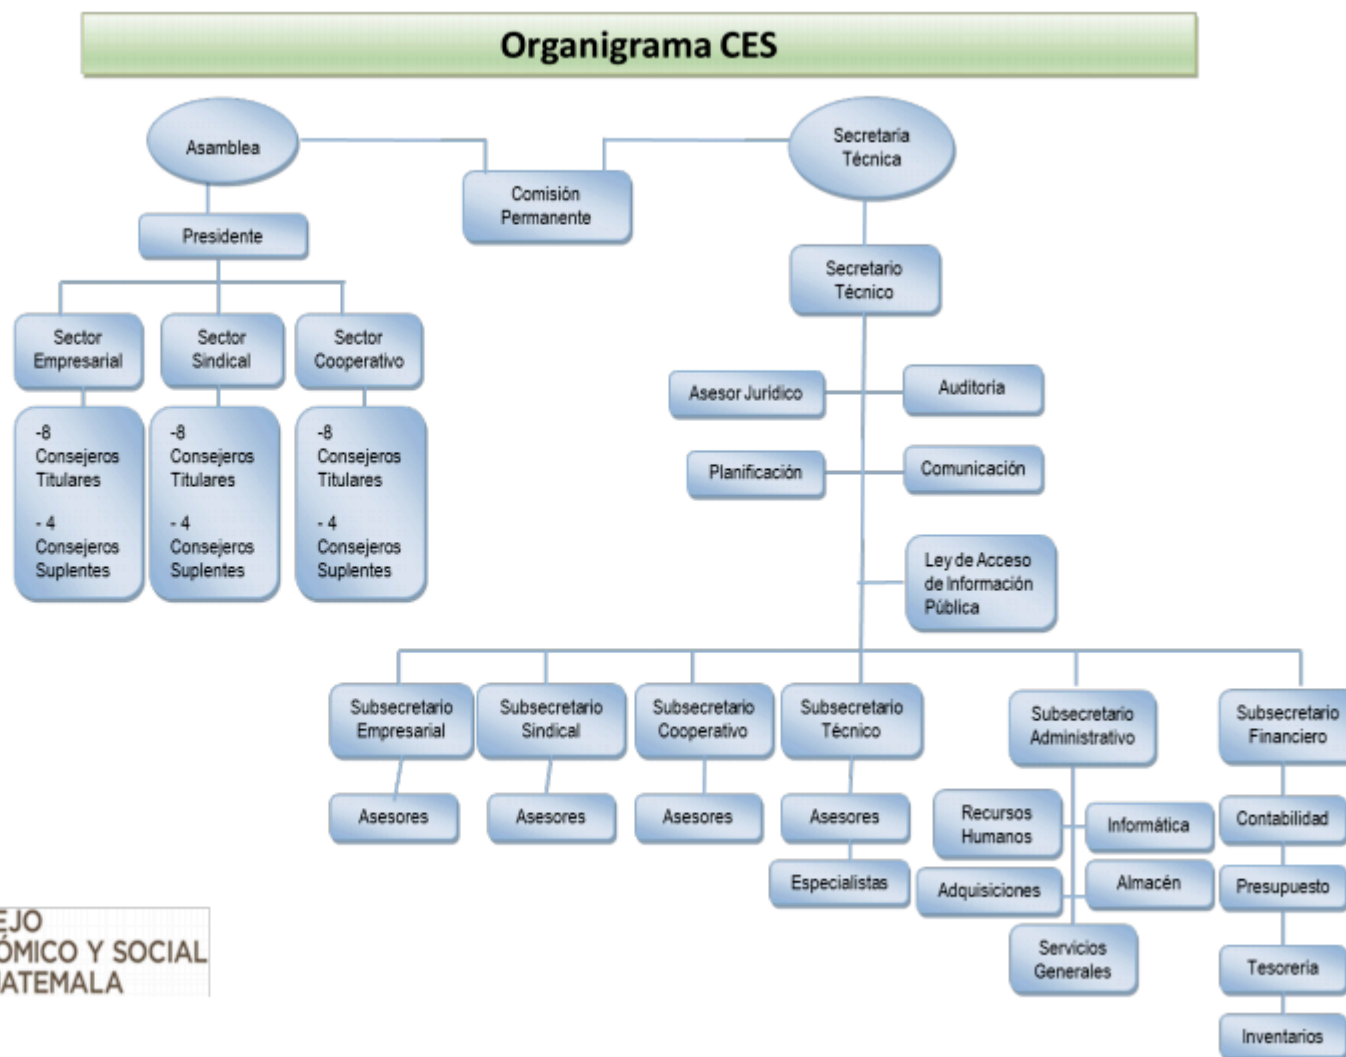 Organigrama CES
Asamblea
Secretaria
Técnica
Comisión
Permanente
Presidente
Secretario
Técnico
Sector
Empresarial
Sector
Sindical
Sector
Cooperativo
Asesor Jurídico
Auditoría
-8
Consejeros
Titulares
- 4
Consejeros
Suplentes
-8
Consejeros
Titulares
- 4
Consejeros
Suplentes
-8
Consejeros
Titulares
- 4
Consejeros
Suplentes
Planificación
Comunicación
Ley de Acceso
de Información
Pública
Subsecretario
Empresarial
Subsecretario
Sindical
Subsecretario
Cooperativo
Subsecretario
Técnico
Subsecretario
Administrativo
Subsecretario
Financiero
Asesores
Asesores
Asesores
Asesores
Especialistas
Recursos
Humanos
Informática
Adquisiciones
Almacén
Servicios
Generales
Contabilidad
Presupuesto
Tesorería
Inventarios
EJO
ÓMICO Y SOCIAL
ATEMALA